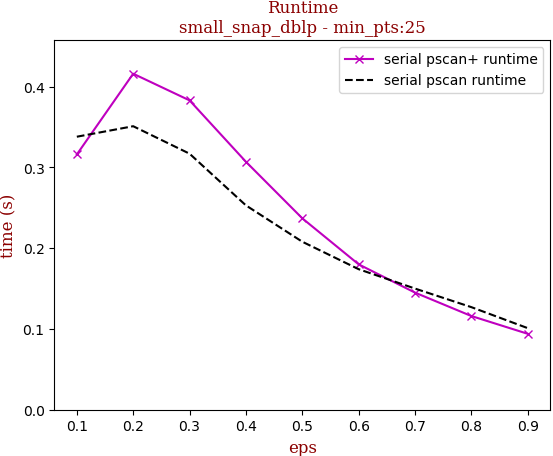 Runtime
small_snap_dblp - min_pts:25
serial pscan+ runtime
serial pscan runtime
time (s)
0.4
0.3
0.2
0.1
0.0
0.1 0.2 0.3 0.4 0.5 0.6 0.7 0.8 0.9
eps